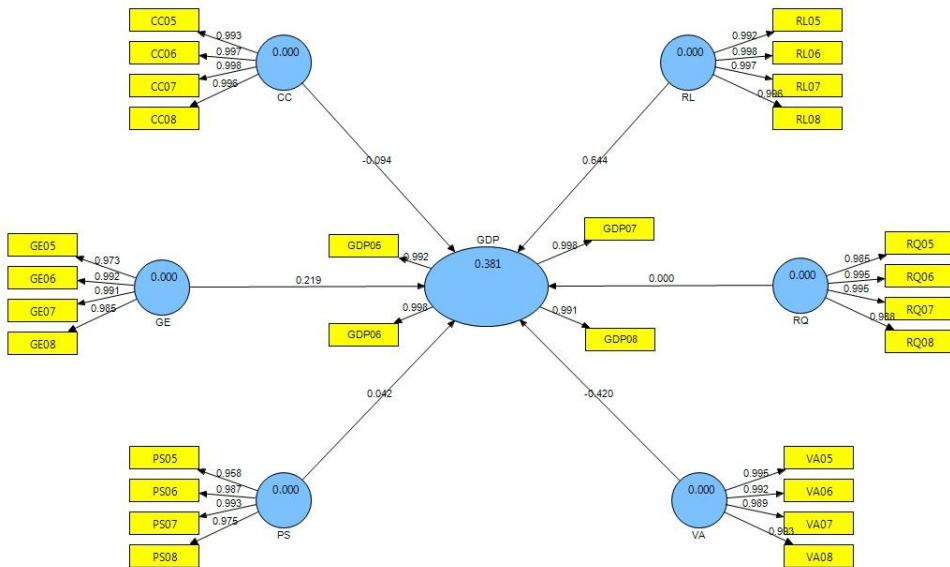 CC05
CC06
CC07
CC08
0.993
0.997
0.998
0.996
0.000
CC
RL05
RL06
RL07
RL08
0.992
0.998
0.997
0.996
0.000
RL
-0.094
0.644
GE05
GE06
GE07
GE08
0.973
0.992
0.991
0.985
0.000
GE
0.219
GDP
0.381
GDP05
0.992
GDP07
0.998
GDP06
0.998
GDP08
0.991
0.000
RQ05
RQ06
RQ07
RQ08
0.985
0.995
0.995
0.988
0.000
RQ
0.042
-0.420
PS05
PS06
PS07
PS08
0.958
0.987
0.993
0.975
0.000
PS
VA05
VA06
VA07
VA08
0.995
0.992
0.989
0.993
0.000
VA